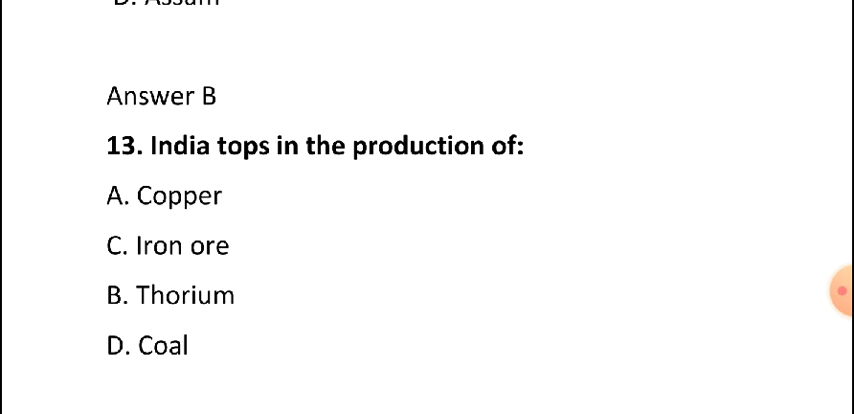 Answer B
13. India tops in the production of:
A. Copper
C. Iron ore
B. Thorium
D. Coal